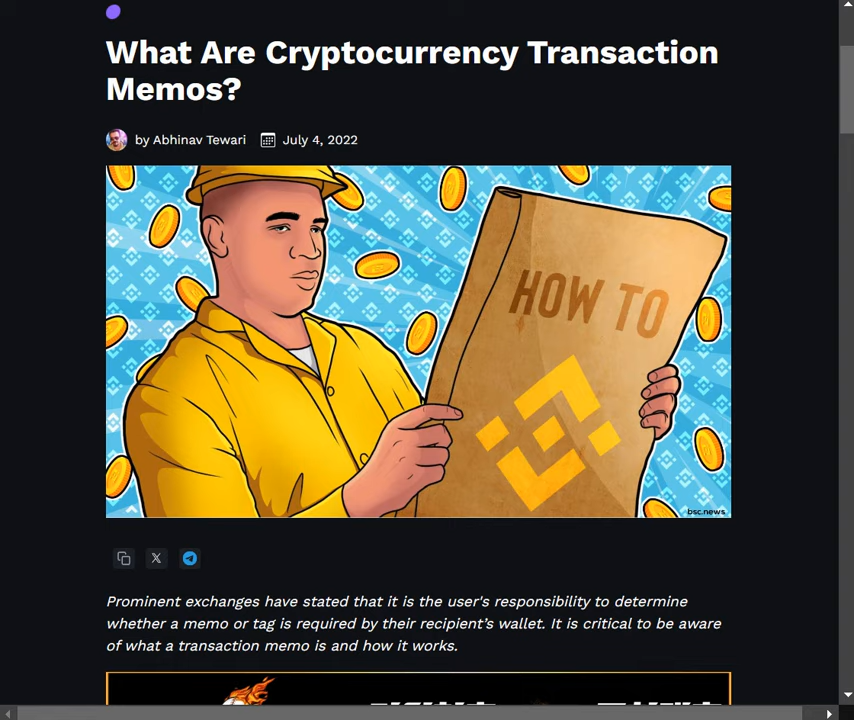 What Are Cryptocurrency Transaction
Memos?
by Abhinav Tewari July 4, 2022
HOW TO
bsc.news
Prominent exchanges have stated that it is the user's responsibility to determine
whether a memo or tag is required by their recipient’s wallet. It is critical to be aware
of what a transaction memo is and how it works.